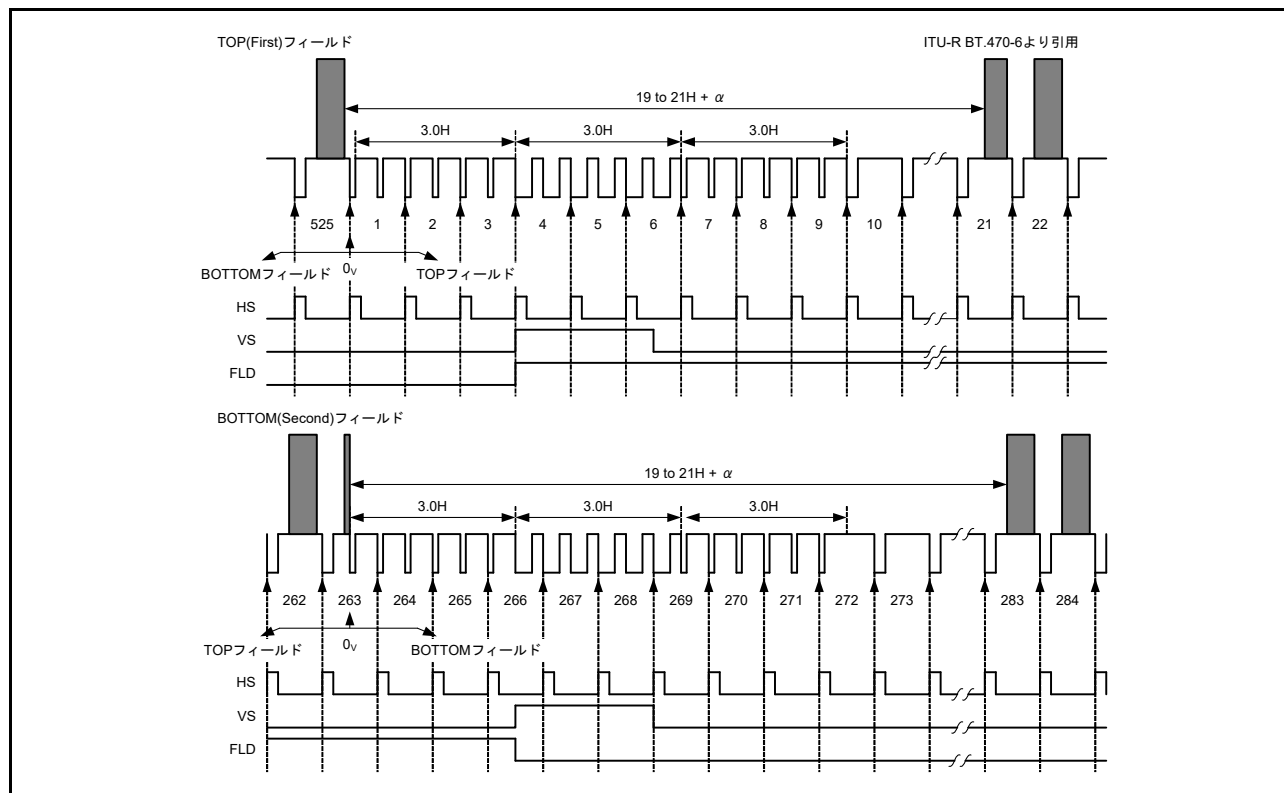 TOP(First)フィールド
ITU-R BT.470-6より引用
19 to 21H + α
3.0H 3.0H 3.0H
525 1 2 3 4 5 6 7 8 9 10 21 22
0V
BOTTOMフィールド TOPフィールド
HS
VS
FLD
BOTTOM(Second)フィールド
19 to 21H + α
3.0H 3.0H 3.0H
262 263 264 265 266 267 268 269 270 271 272 273 283 284
0V
TOPフィールド BOTTOMフィールド
HS
VS
FLD